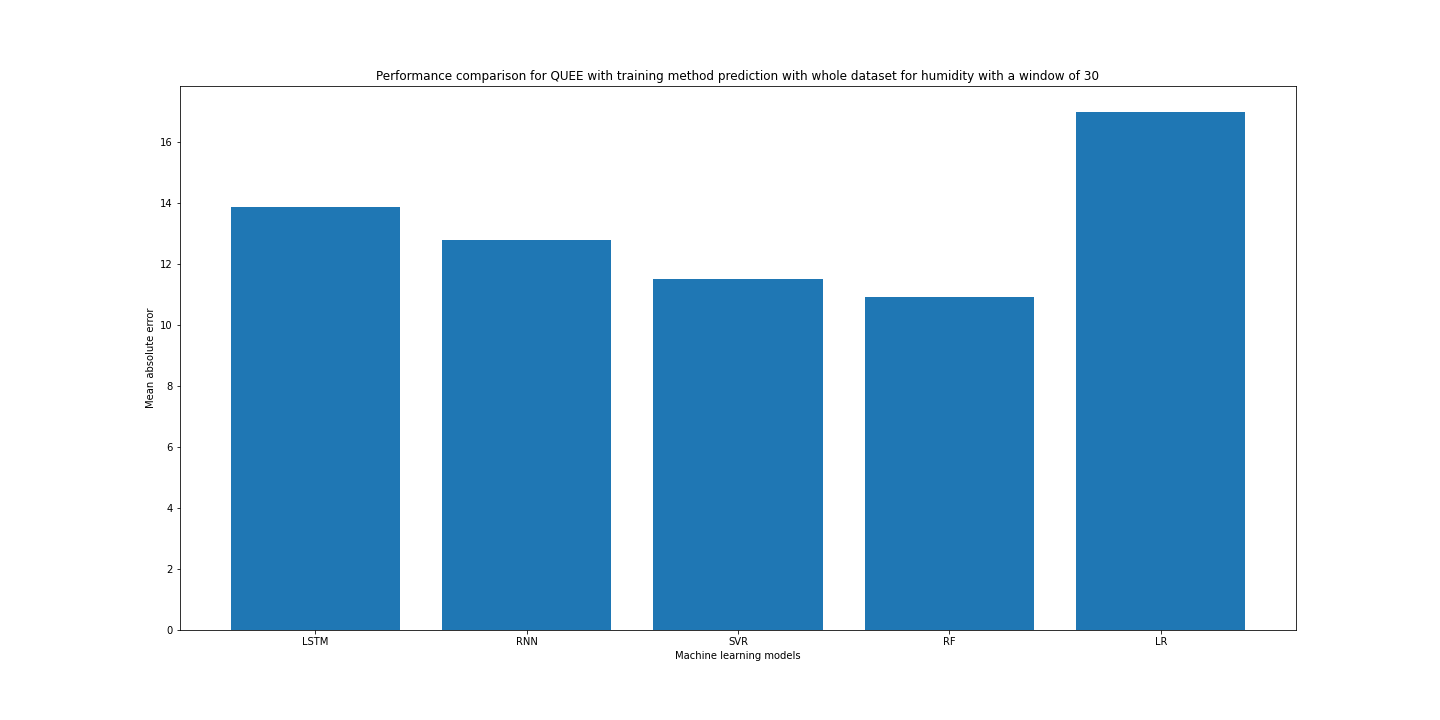 Performance comparison for QUEE with training method prediction with whole dataset for humidity with a window of 30
Mean absolute error
16
14
12
10
8
6
4
2
0
LSTM RNN SVR RF LR
Machine learning models